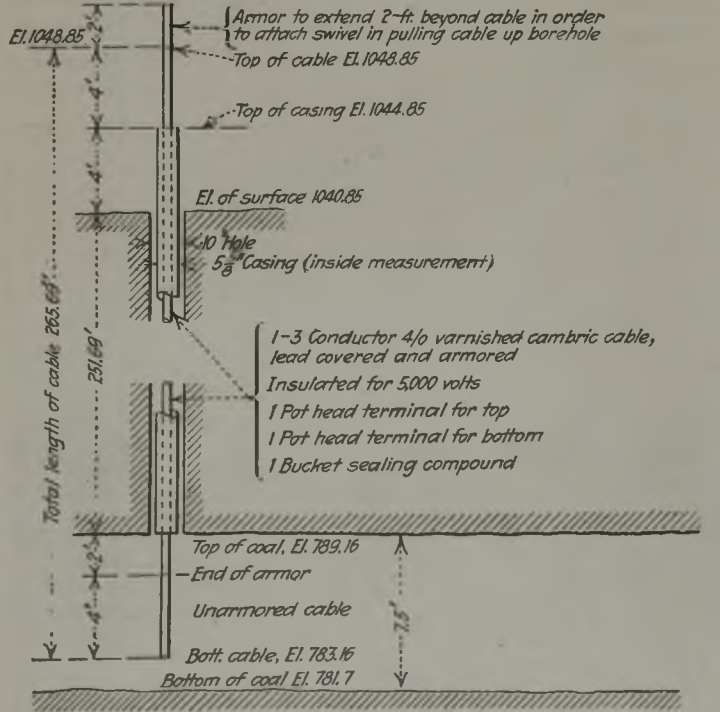 Armor to extend 2-ft. beyond cable in order
to attach swivel in pulling cable up borehole
2'
El. 1048.85
Top of cable El. 1048.85
4'
Top of casing El. 1044.85
4'
El. of surface 1040.85
10" Hole
5 5/8" Casing (inside measurement)
Total length of cable 265.69'
251.69'
1-3 Conductor 4/o varnished cambric cable,
lead covered and armored
Insulated for 5,000 volts
1 Pot head terminal for top
1 Pot head terminal for bottom
1 Bucket sealing compound
Top of coal, El. 789.16
2'
End of armor
4'
Unarmored cable
7.5'
Bott. cable, El. 783.16
Bottom of coal El. 781.7